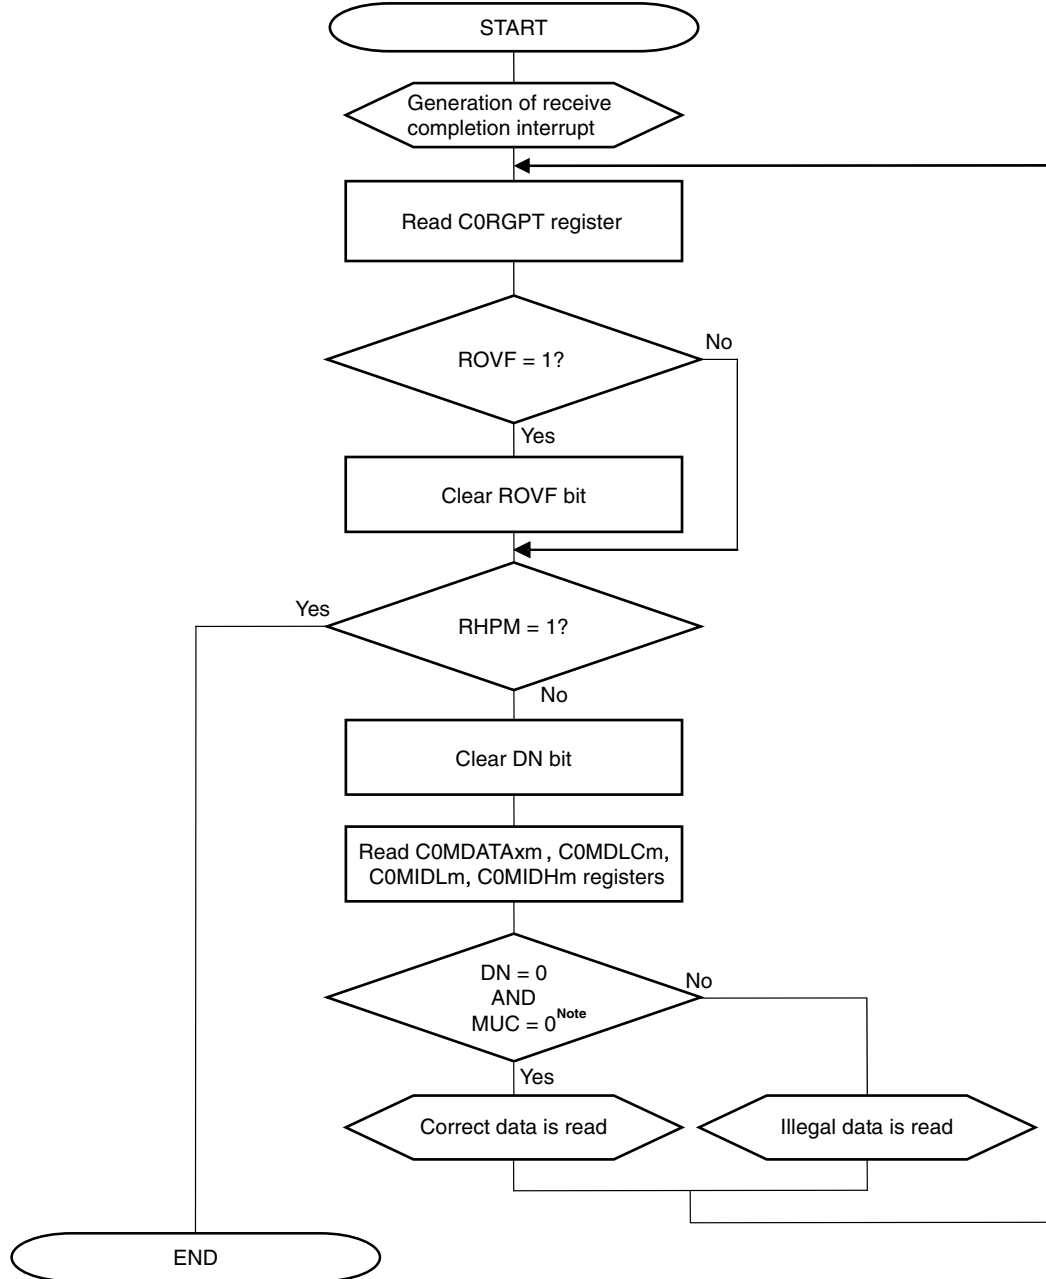 START
Generation of receive
completion interrupt
Read C0RGPT register
ROVF = 1?
No
Yes
Clear ROVF bit
Yes
RHPM = 1?
No
Clear DN bit
Read C0MDATAxm , C0MDLCm,
C0MIDLm, C0MIDHm registers
DN = 0
AND
MUC = 0Note
No
Yes
Correct data is read
Illegal data is read
END